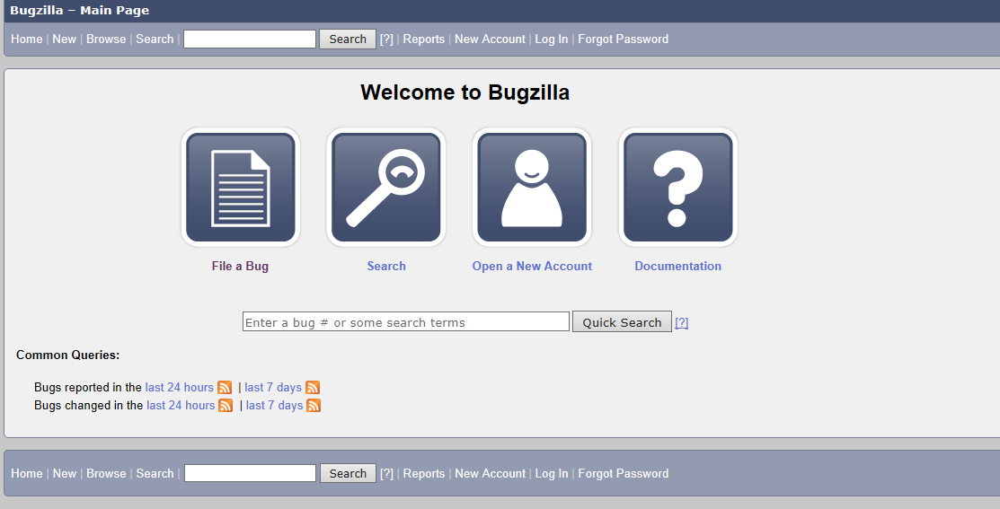 Bugzilla – Main Page
Home | New | Browse | Search | Search [?] | Reports | New Account | Log In | Forgot Password
Welcome to Bugzilla
File a Bug Search Open a New Account Documentation
Enter a bug # or some search terms Quick Search [?]
Common Queries:
Bugs reported in the last 24 hours | last 7 days
Bugs changed in the last 24 hours | last 7 days
Home | New | Browse | Search | Search [?] | Reports | New Account | Log In | Forgot Password